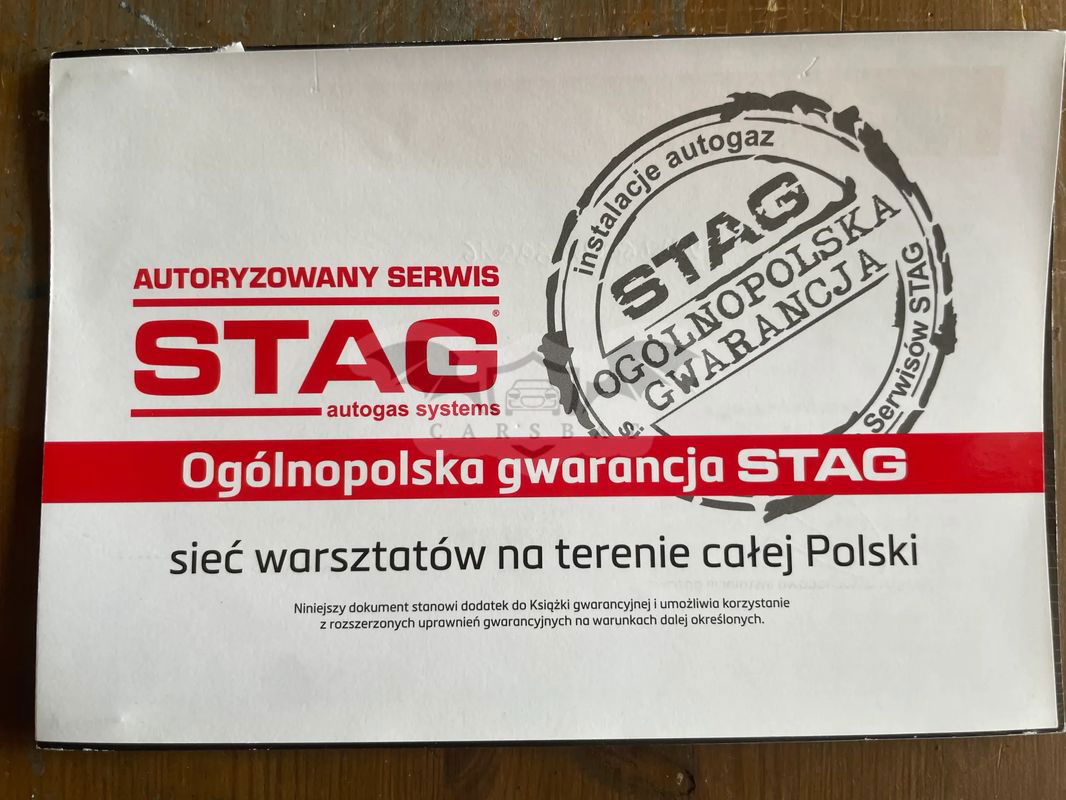 AUTORYZOWANY SERWIS
STAG®
autogas systems
instalacje autogaz
STAG
OGÓLNOPOLSKA
GWARANCJA
Serwisów STAG
CARSB
Ogólnopolska gwarancja STAG
sieć warsztatów na terenie całej Polski
Niniejszy dokument stanowi dodatek do Książki gwarancyjnej i umożliwia korzystanie
z rozszerzonych uprawnień gwarancyjnych na warunkach dalej określonych.